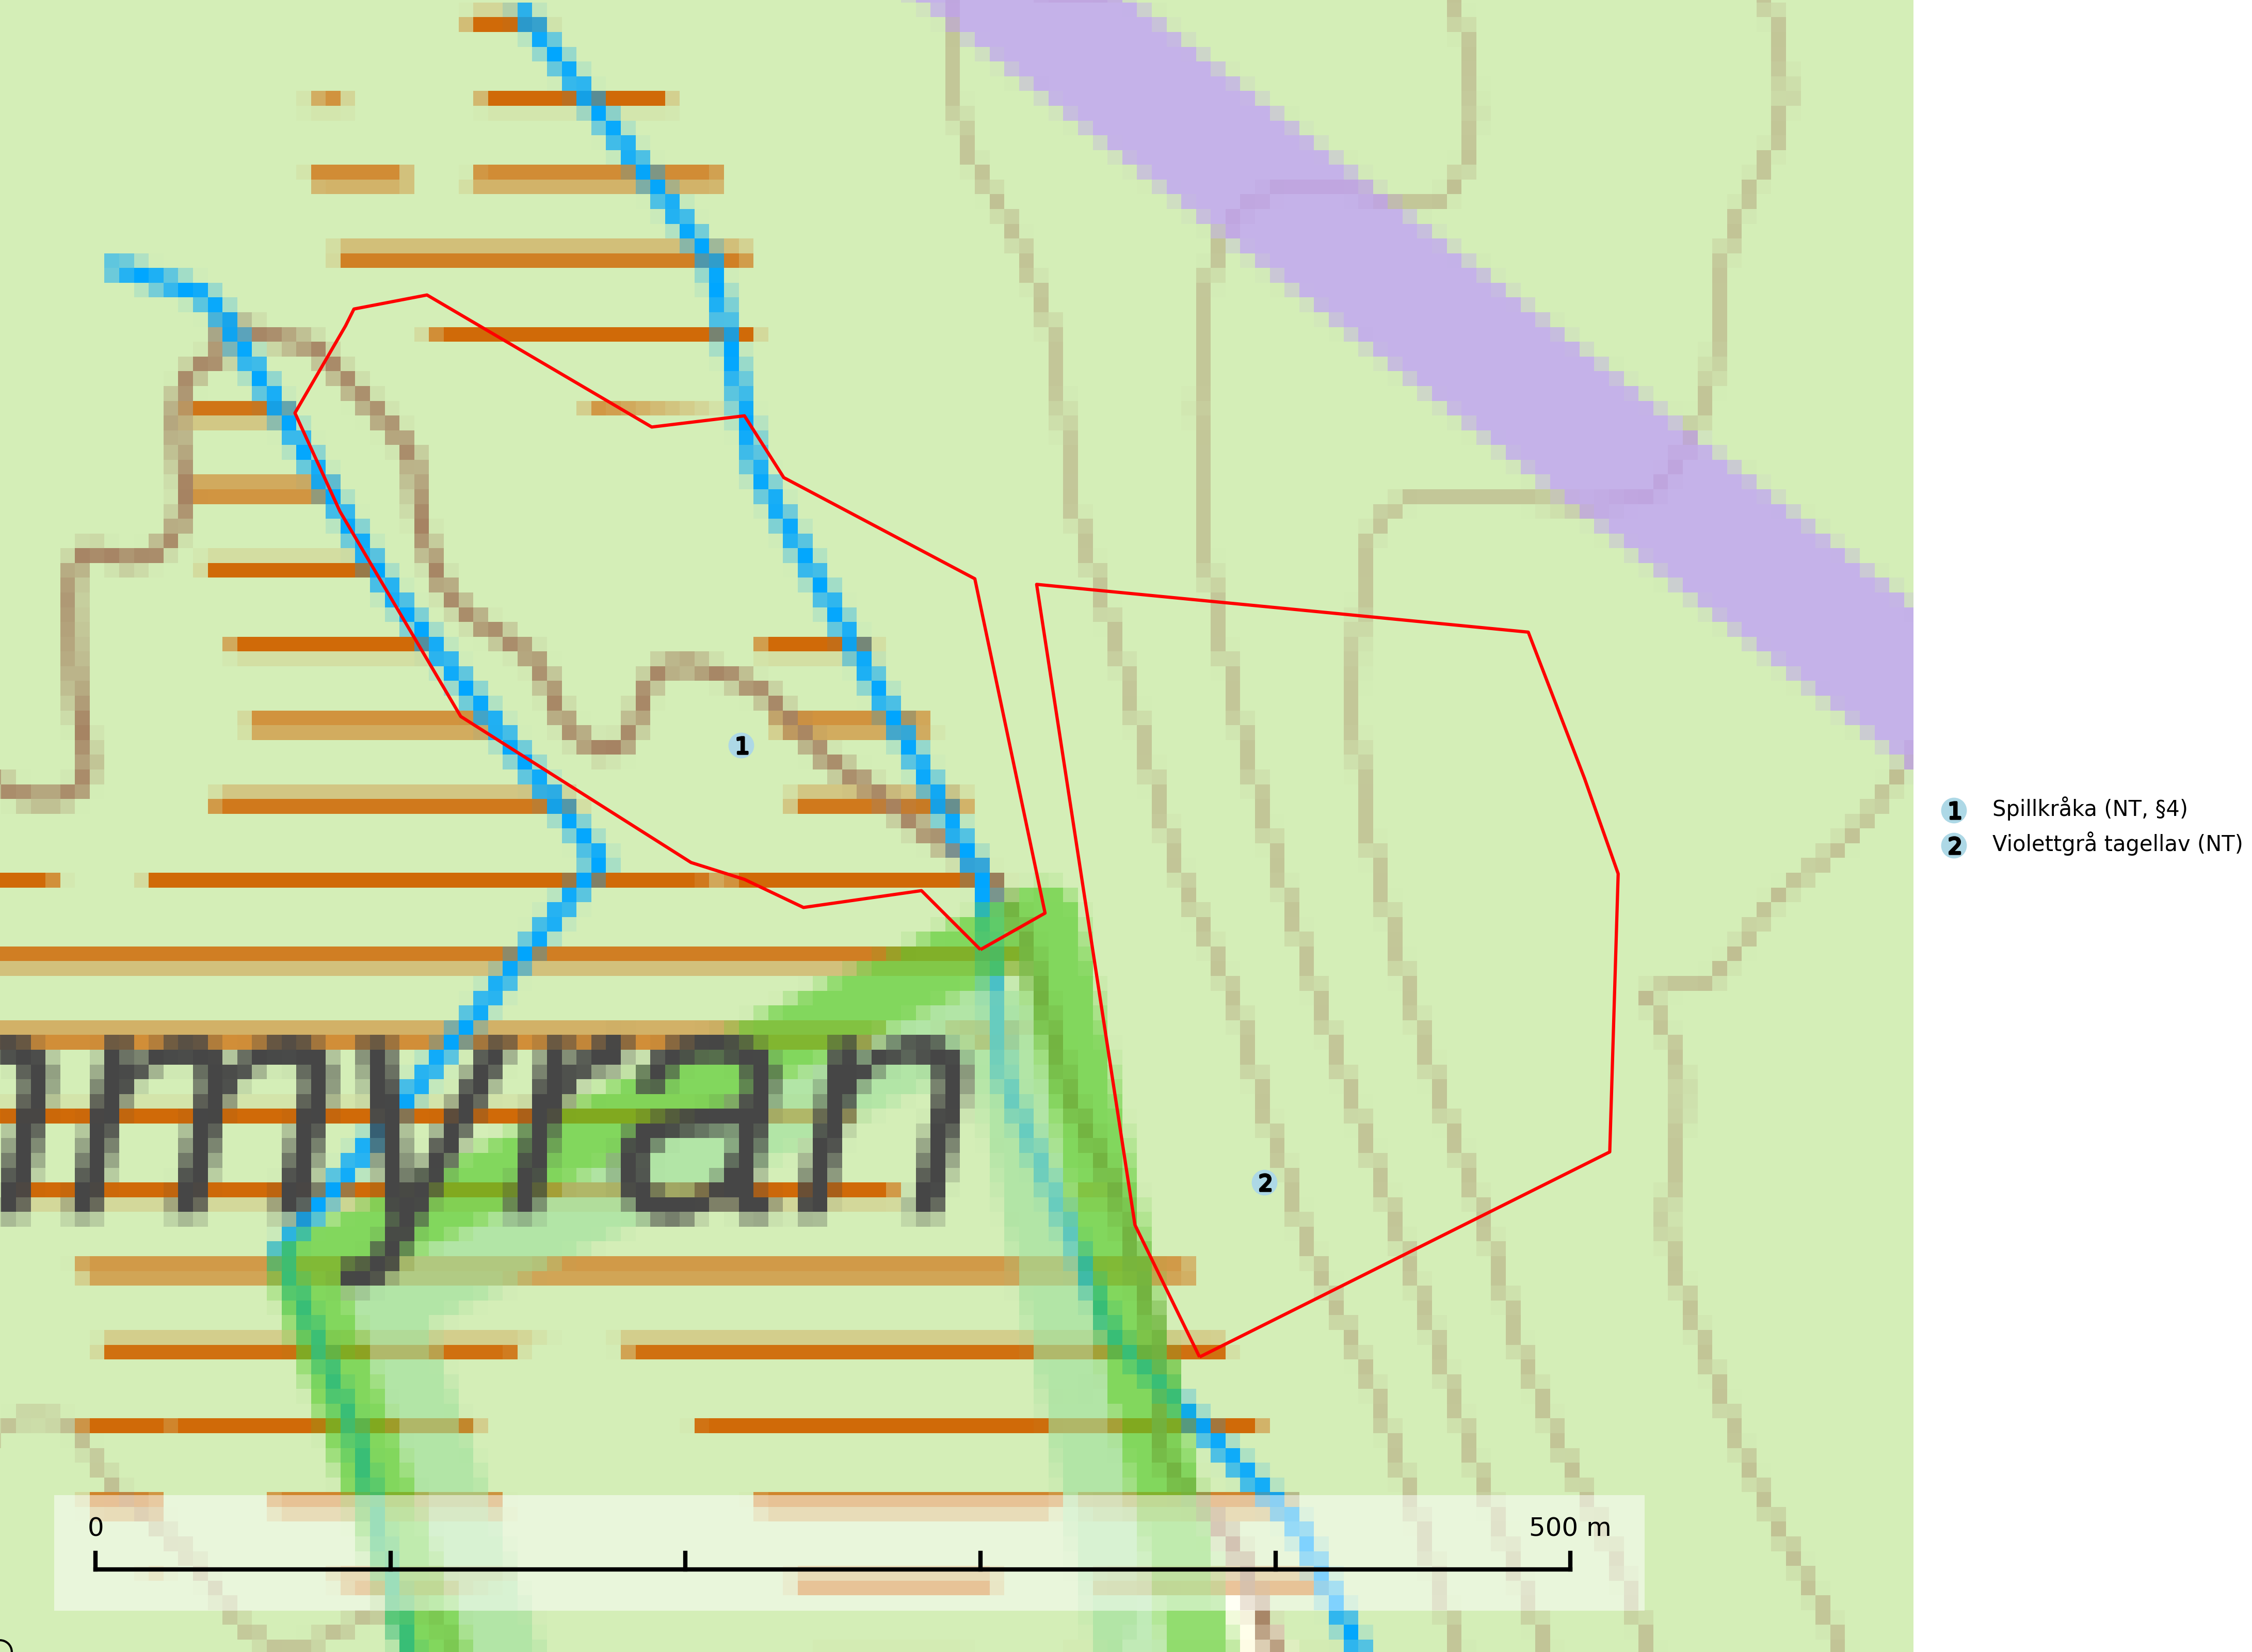 1
2
myran
0 500 m
1 Spillkråka (NT, §4)
2 Violettgrå tagellav (NT)